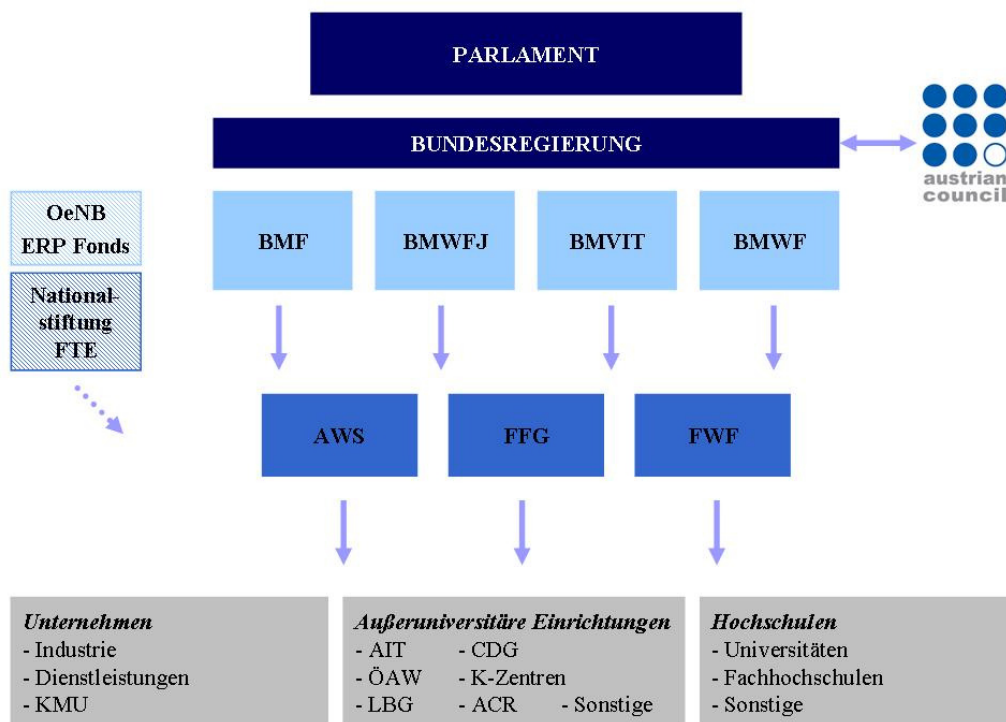 PARLAMENT
BUNDESREGIERUNG
austrian
council
OeNB
ERP Fonds
BMF
BMWFJ
BMVIT
BMWF
National-
stiftung
FTE
AWS
FFG
FWF
Unternehmen
- Industrie
- Dienstleistungen
- KMU
Außeruniversitäre Einrichtungen
- AIT - CDG
- ÖAW - K-Zentren
- LBG - ACR - Sonstige
Hochschulen
- Universitäten
- Fachhochschulen
- Sonstige